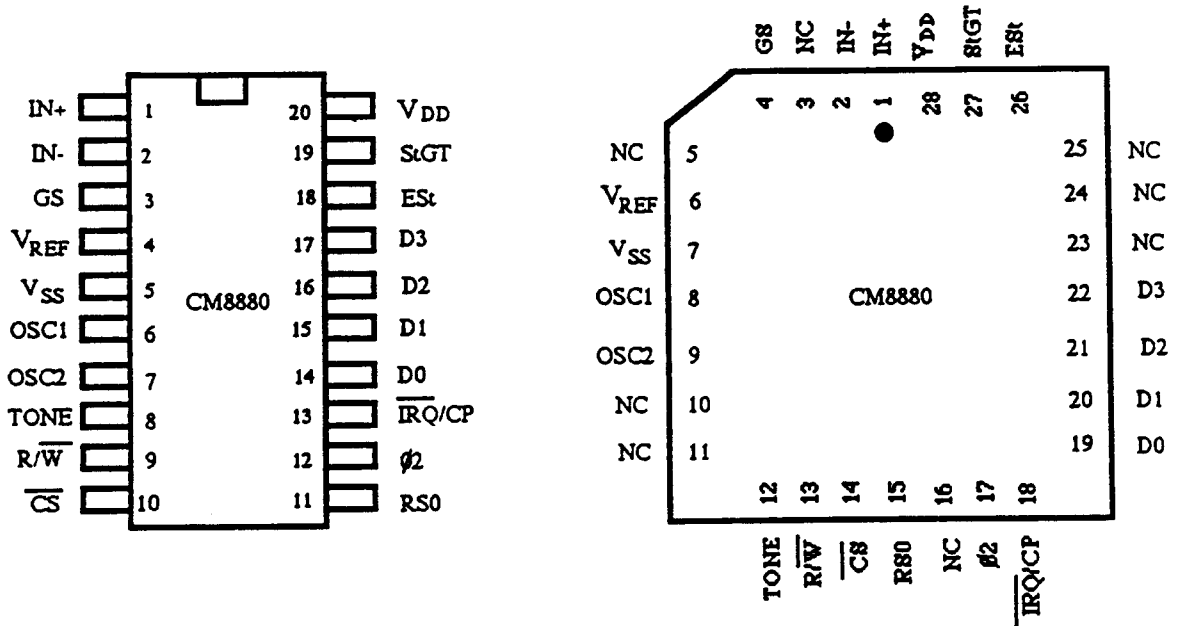 IN+ 1 20 VDD
IN- 2 19 StGT
GS 3 18 ESt
VREF 4 17 D3
VSS 5 16 D2
CM8880
OSC1 6 15 D1
OSC2 7 14 D0
TONE 8 13 I̅R̅Q̅/CP
R/W̅ 9 12 ø2
C̅S̅ 10 11 RS0
GS NC IN- IN+ VDD StGT ESt
4 3 2 1 28 27 26
NC 5 25 NC
VREF 6 24 NC
VSS 7 23 NC
OSC1 8 CM8880 22 D3
OSC2 9 21 D2
NC 10 20 D1
NC 11 19 D0
12 13 14 15 16 17 18
TONE R̅/̅W̅ C̅S̅ RS0 NC ø2 I̅R̅Q̅/CP